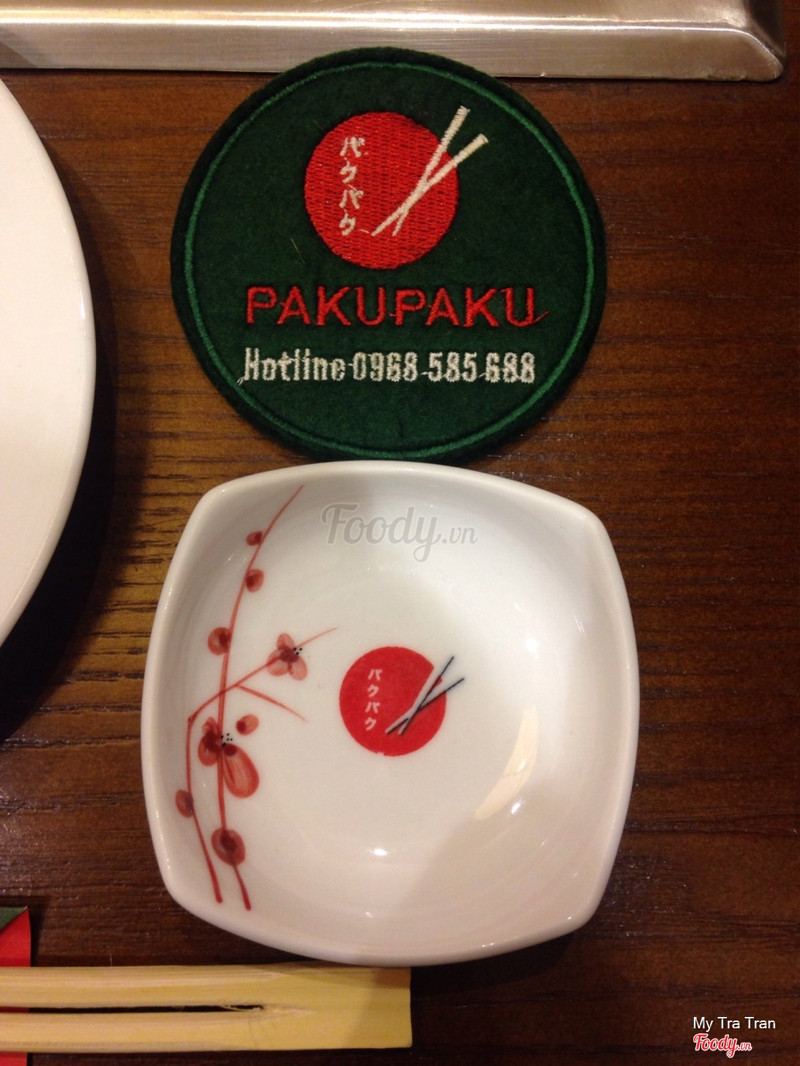 パクパク
PAKUPAKU
Hotline 0968 585 688
Foody.vn
パクパク
My Tra Tran
Foody.vn